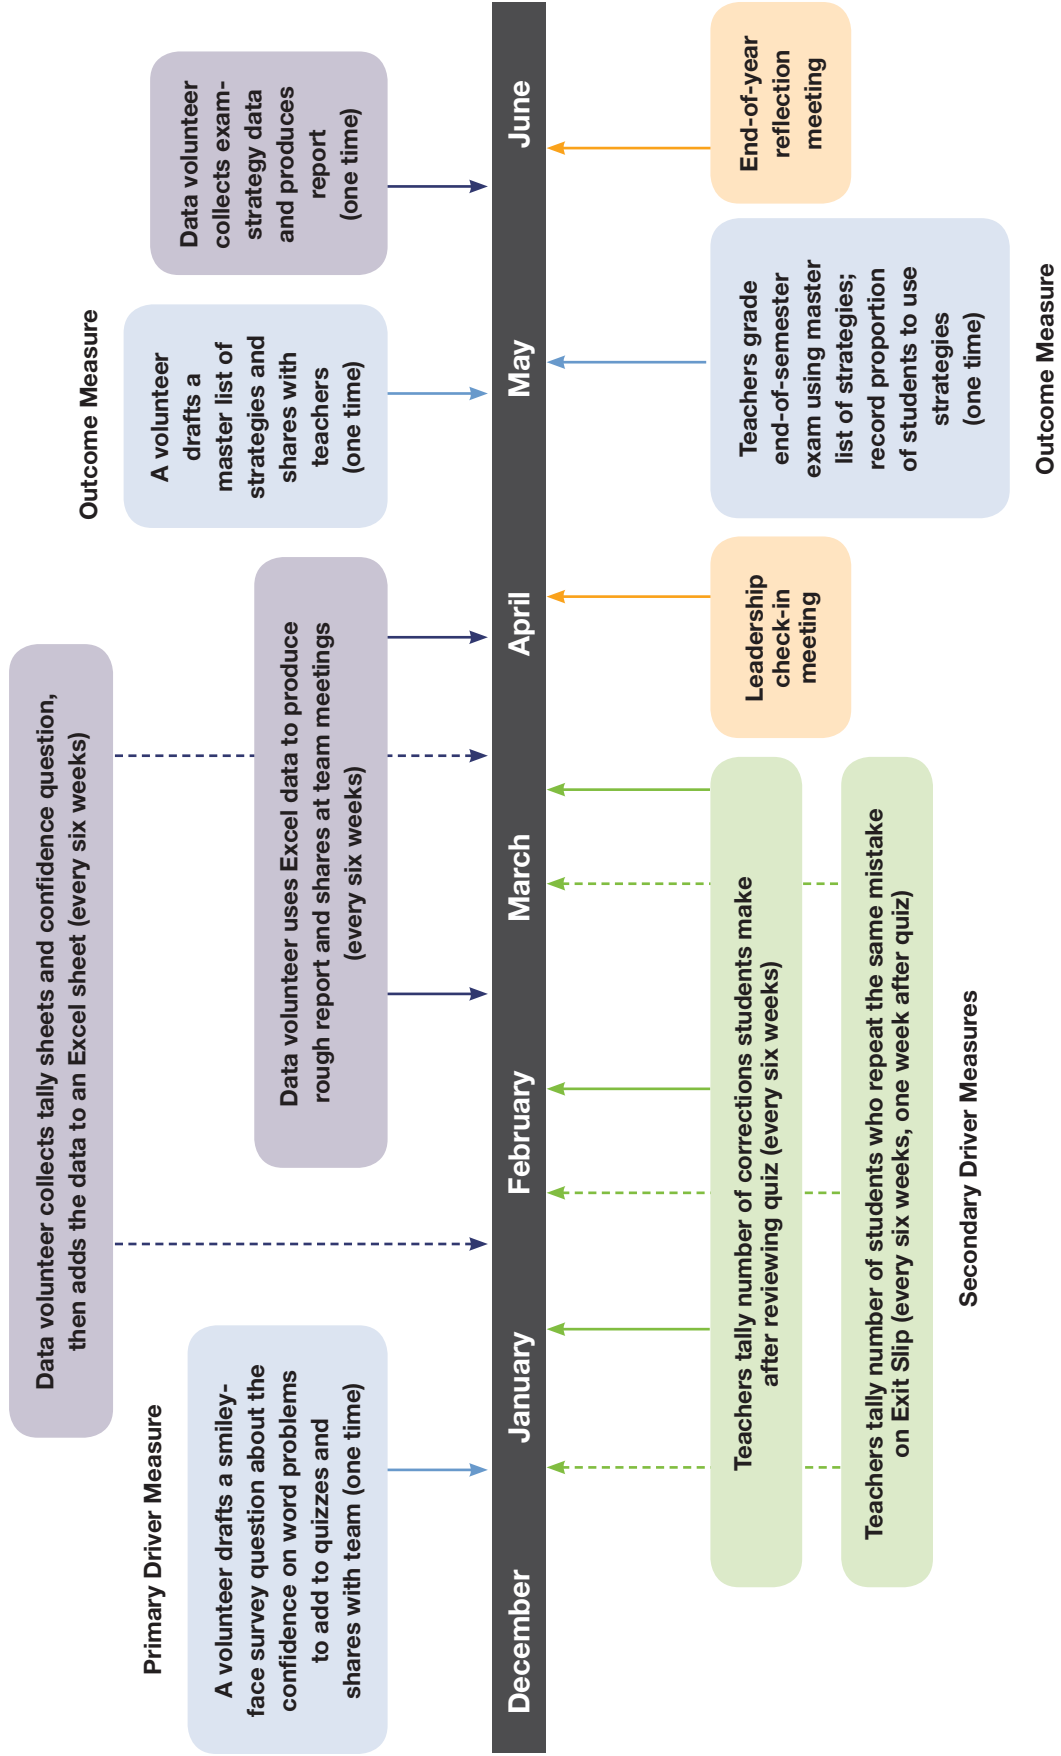 Data volunteer collects tally sheets and confidence question,
then adds the data to an Excel sheet (every six weeks)
Primary Driver Measure
A volunteer drafts a smiley-
face survey question about the
confidence on word problems
to add to quizzes and
shares with team (one time)
Data volunteer uses Excel data to produce
rough report and shares at team meetings
(every six weeks)
Outcome Measure
A volunteer
drafts a
master list of
strategies and
shares with
teachers
(one time)
Data volunteer
collects exam-
strategy data
and produces
report
(one time)
December
January
February
March
April
May
June
Teachers tally number of corrections students make
after reviewing quiz (every six weeks)
Teachers tally number of students who repeat the same mistake
on Exit Slip (every six weeks, one week after quiz)
Secondary Driver Measures
Leadership
check-in
meeting
Teachers grade
end-of-semester
exam using master
list of strategies;
record proportion
of students to use
strategies
(one time)
Outcome Measure
End-of-year
reflection
meeting